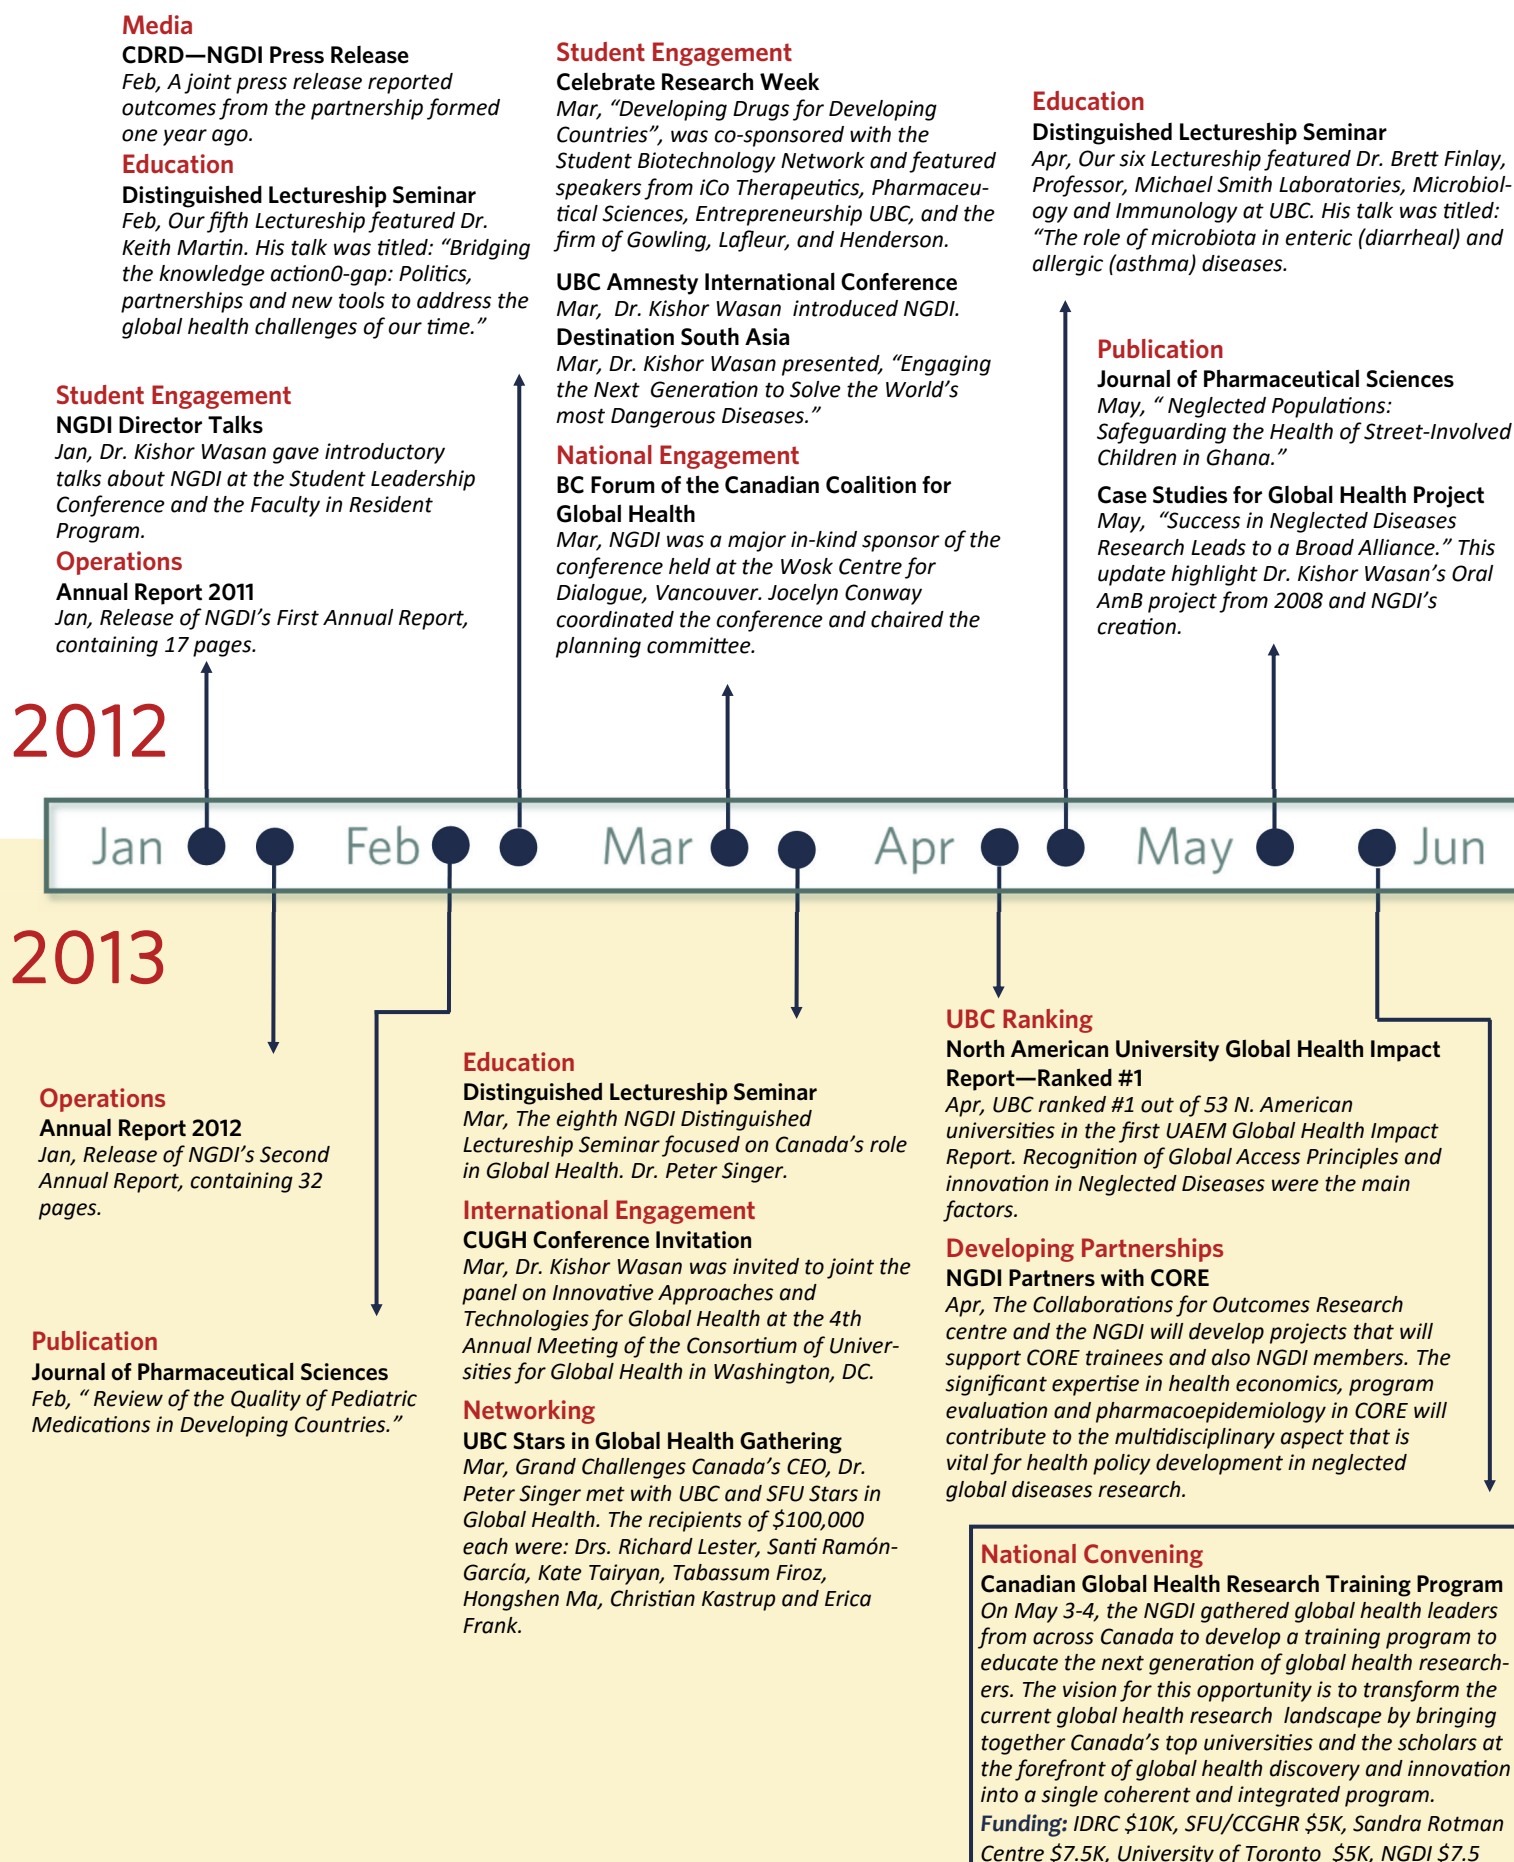 Media
CDRD—NGDI Press Release
Feb, A joint press release reported
outcomes from the partnership formed
one year ago.
Education
Distinguished Lectureship Seminar
Feb, Our fifth Lectureship featured Dr.
Keith Martin. His talk was titled: “Bridging
the knowledge action0-gap: Politics,
partnerships and new tools to address the
global health challenges of our time.”
Student Engagement
NGDI Director Talks
Jan, Dr. Kishor Wasan gave introductory
talks about NGDI at the Student Leadership
Conference and the Faculty in Resident
Program.
Operations
Annual Report 2011
Jan, Release of NGDI’s First Annual Report,
containing 17 pages.
Student Engagement
Celebrate Research Week
Mar, “Developing Drugs for Developing
Countries”, was co-sponsored with the
Student Biotechnology Network and featured
speakers from iCo Therapeutics, Pharmaceu-
tical Sciences, Entrepreneurship UBC, and the
firm of Gowling, Lafleur, and Henderson.
UBC Amnesty International Conference
Mar, Dr. Kishor Wasan introduced NGDI.
Destination South Asia
Mar, Dr. Kishor Wasan presented, “Engaging
the Next Generation to Solve the World’s
most Dangerous Diseases.”
National Engagement
BC Forum of the Canadian Coalition for
Global Health
Mar, NGDI was a major in-kind sponsor of the
conference held at the Wosk Centre for
Dialogue, Vancouver. Jocelyn Conway
coordinated the conference and chaired the
planning committee.
Education
Distinguished Lectureship Seminar
Apr, Our six Lectureship featured Dr. Brett Finlay,
Professor, Michael Smith Laboratories, Microbiol-
ogy and Immunology at UBC. His talk was titled:
“The role of microbiota in enteric (diarrheal) and
allergic (asthma) diseases.
Publication
Journal of Pharmaceutical Sciences
May, “ Neglected Populations:
Safeguarding the Health of Street-Involved
Children in Ghana.”
Case Studies for Global Health Project
May, “Success in Neglected Diseases
Research Leads to a Broad Alliance.” This
update highlight Dr. Kishor Wasan’s Oral
AmB project from 2008 and NGDI’s
creation.
2012
Jan Feb Mar Apr May Jun
2013
Operations
Annual Report 2012
Jan, Release of NGDI’s Second
Annual Report, containing 32
pages.
Publication
Journal of Pharmaceutical Sciences
Feb, “ Review of the Quality of Pediatric
Medications in Developing Countries.”
Education
Distinguished Lectureship Seminar
Mar, The eighth NGDI Distinguished
Lectureship Seminar focused on Canada’s role
in Global Health. Dr. Peter Singer.
International Engagement
CUGH Conference Invitation
Mar, Dr. Kishor Wasan was invited to joint the
panel on Innovative Approaches and
Technologies for Global Health at the 4th
Annual Meeting of the Consortium of Univer-
sities for Global Health in Washington, DC.
Networking
UBC Stars in Global Health Gathering
Mar, Grand Challenges Canada’s CEO, Dr.
Peter Singer met with UBC and SFU Stars in
Global Health. The recipients of $100,000
each were: Drs. Richard Lester, Santi Ramón-
García, Kate Tairyan, Tabassum Firoz,
Hongshen Ma, Christian Kastrup and Erica
Frank.
UBC Ranking
North American University Global Health Impact
Report—Ranked #1
Apr, UBC ranked #1 out of 53 N. American
universities in the first UAEM Global Health Impact
Report. Recognition of Global Access Principles and
innovation in Neglected Diseases were the main
factors.
Developing Partnerships
NGDI Partners with CORE
Apr, The Collaborations for Outcomes Research
centre and the NGDI will develop projects that will
support CORE trainees and also NGDI members. The
significant expertise in health economics, program
evaluation and pharmacoepidemiology in CORE will
contribute to the multidisciplinary aspect that is
vital for health policy development in neglected
global diseases research.
National Convening
Canadian Global Health Research Training Program
On May 3-4, the NGDI gathered global health leaders
from across Canada to develop a training program to
educate the next generation of global health research-
ers. The vision for this opportunity is to transform the
current global health research landscape by bringing
together Canada’s top universities and the scholars at
the forefront of global health discovery and innovation
into a single coherent and integrated program.
Funding: IDRC $10K, SFU/CCGHR $5K, Sandra Rotman
Centre $7.5K, University of Toronto $5K, NGDI $7.5